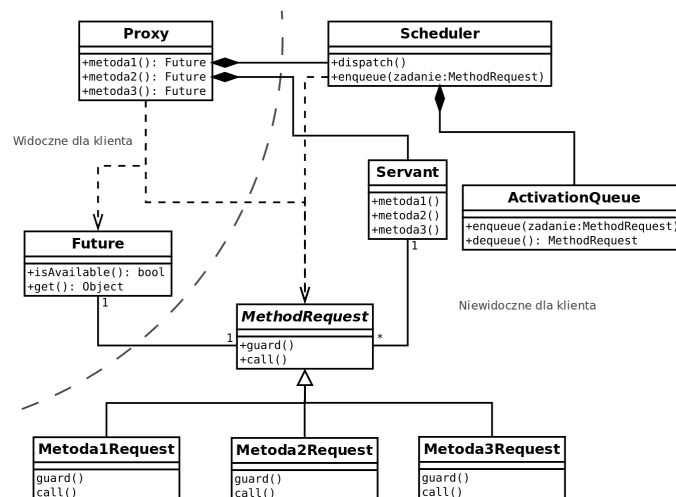 Proxy
+metoda1(): Future
+metoda2(): Future
+metoda3(): Future
Scheduler
+dispatch()
+enqueue(zadanie:MethodRequest)
Widoczne dla klienta
Servant
+metoda1()
+metoda2()
+metoda3()
1
ActivationQueue
+enqueue(zadanie:MethodRequest)
+dequeue(): MethodRequest
Future
+isAvailable(): bool
+get(): Object
1
Niewidoczne dla klienta
MethodRequest
+guard()
+call()
1
*
Metoda1Request
guard()
call()
Metoda2Request
guard()
call()
Metoda3Request
guard()
call()